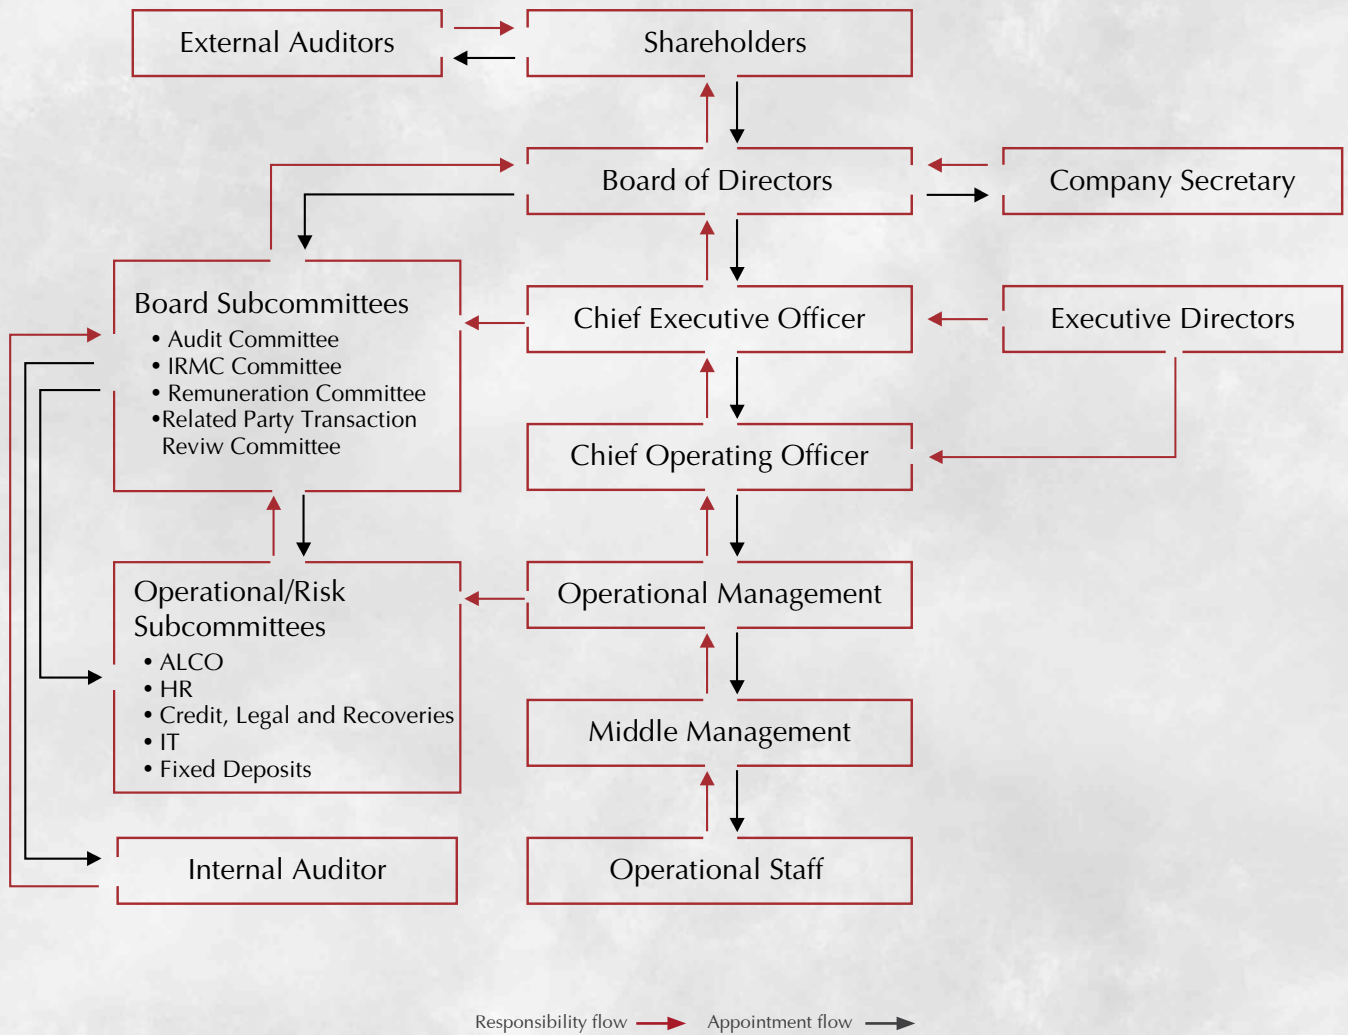 External Auditors
Shareholders
Board of Directors
Company Secretary
Board Subcommittees
• Audit Committee
• IRMC Committee
• Remuneration Committee
•Related Party Transaction
Reviw Committee
Chief Executive Officer
Executive Directors
Chief Operating Officer
Operational/Risk
Subcommittees
• ALCO
• HR
• Credit, Legal and Recoveries
• IT
• Fixed Deposits
Operational Management
Middle Management
Internal Auditor
Operational Staff
Responsibility flow
Appointment flow